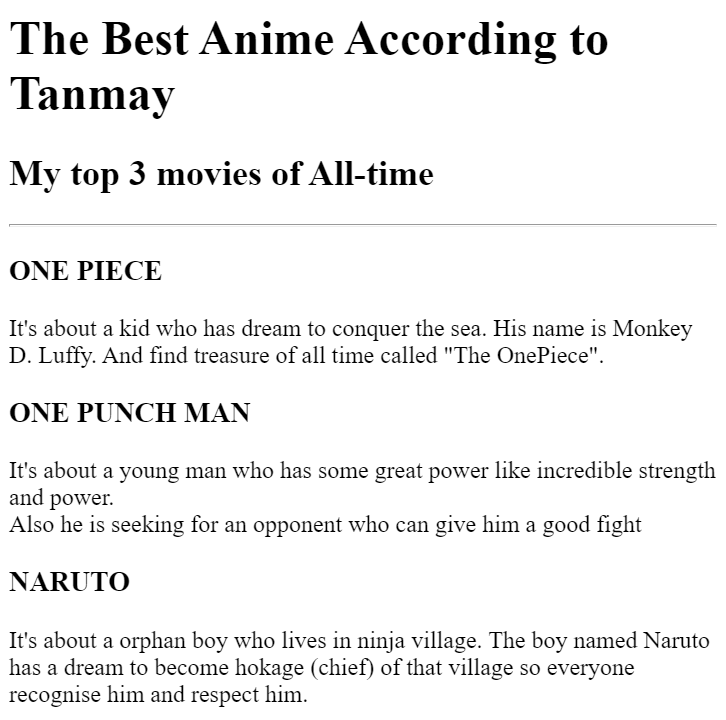 The Best Anime According to
Tanmay
My top 3 movies of All-time
ONE PIECE
It's about a kid who has dream to conquer the sea. His name is Monkey
D. Luffy. And find treasure of all time called "The OnePiece".
ONE PUNCH MAN
It's about a young man who has some great power like incredible strength
and power.
Also he is seeking for an opponent who can give him a good fight
NARUTO
It's about a orphan boy who lives in ninja village. The boy named Naruto
has a dream to become hokage (chief) of that village so everyone
recognise him and respect him.